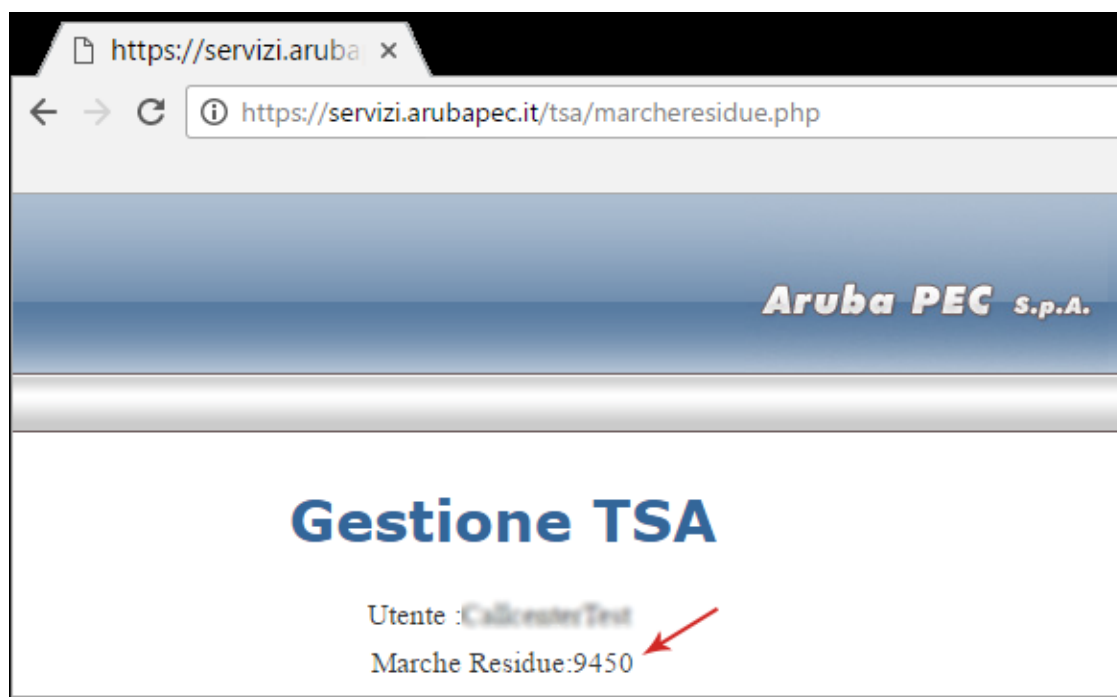 https://servizi.aruba
https://servizi.arubapec.it/tsa/marcheresidue.php
Aruba PEC S.p.A.
Gestione TSA
Utente :
Marche Residue:9450